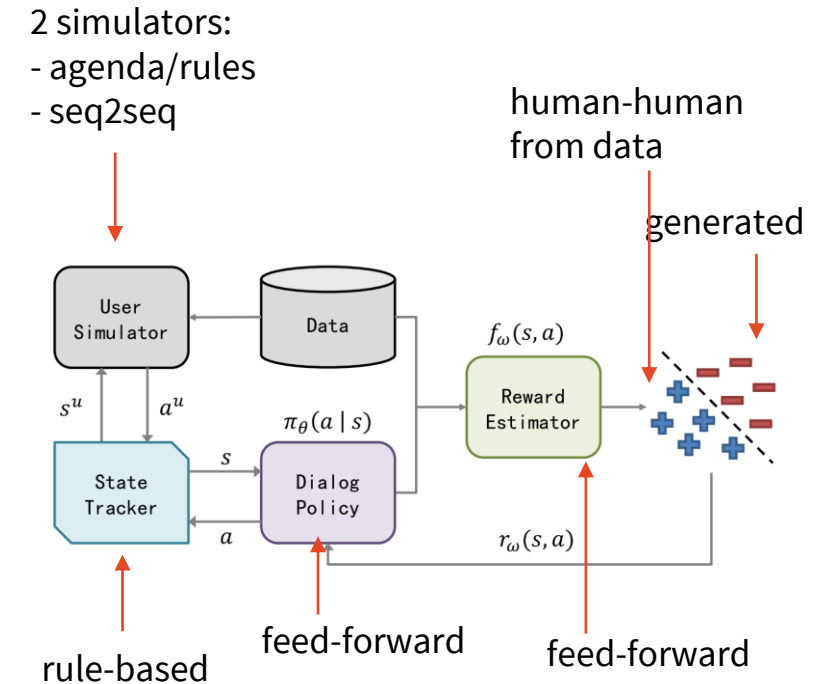 2 simulators:
- agenda/rules
- seq2seq
human-human
from data
generated
User
Simulator
Data
f_ω(s, a)
Reward
Estimator
s^u
a^u
π_θ(a | s)
State
Tracker
s
a
Dialog
Policy
r_ω(s, a)
rule-based
feed-forward
feed-forward